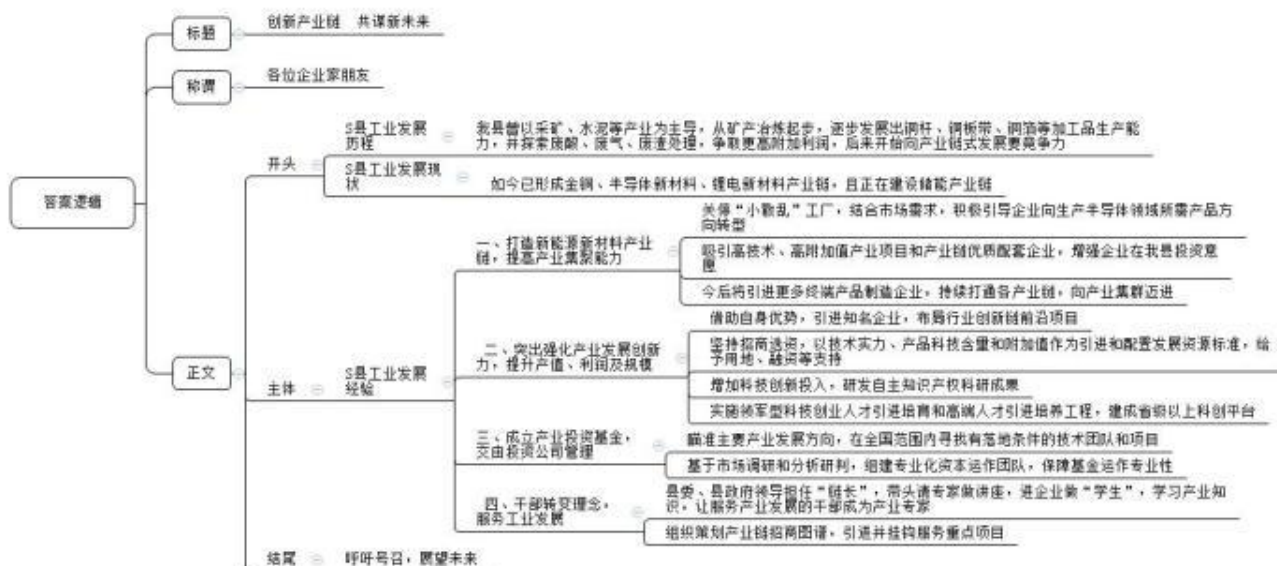 答案逻辑
标题
创新产业链　共谋新未来
称谓
各位企业家朋友
正文
开头
S县工业发展
历程
我县曾以采矿、水泥等产业为主导，从矿产冶炼起步，逐步发展出铜杆、铜板带、铜箔等加工品生产能
力，并探索废酸、废气、废渣处理，争取更高附加利润，后来开始向产业链式发展要竞争力
S县工业发展现
状
如今已形成金铜、半导体新材料、锂电新材料产业链，且正在建设储能产业链
主体
S县工业发展
经验
一、打造新能源新材料产业
链，提高产业集聚能力
关停“小散乱”工厂，结合市场需求，积极引导企业向生产半导体领域所需产品方
向转型
吸引高技术、高附加值产业项目和产业链优质配套企业，增强企业在我县投资意
愿
今后将引进更多终端产品制造企业，持续打通各产业链，向产业集群迈进
二、突出强化产业发展创新
力，提升产值、利润及规模
借助自身优势，引进知名企业，布局行业创新链前沿项目
坚持招商选资，以技术实力、产品科技含量和附加值作为引进和配置发展资源标准，给
予用地、融资等支持
增加科技创新投入，研发自主知识产权科研成果
实施领军型科技创业人才引进培育和高端人才引进培养工程，建成省级以上科创平台
三、成立产业投资基金，
交由投资公司管理
瞄准主要产业发展方向，在全国范围内寻找有落地条件的技术团队和项目
基于市场调研和分析研判，组建专业化资本运作团队，保障基金运作专业性
四、干部转变理念，
服务工业发展
县委、县政府领导担任“链长”，带头请专家做讲座，进企业做“学生”，学习产业知
识，让服务产业发展的干部成为产业专家
组织策划产业链招商图谱，引进并挂钩服务重点项目
结尾
呼吁号召，展望未来